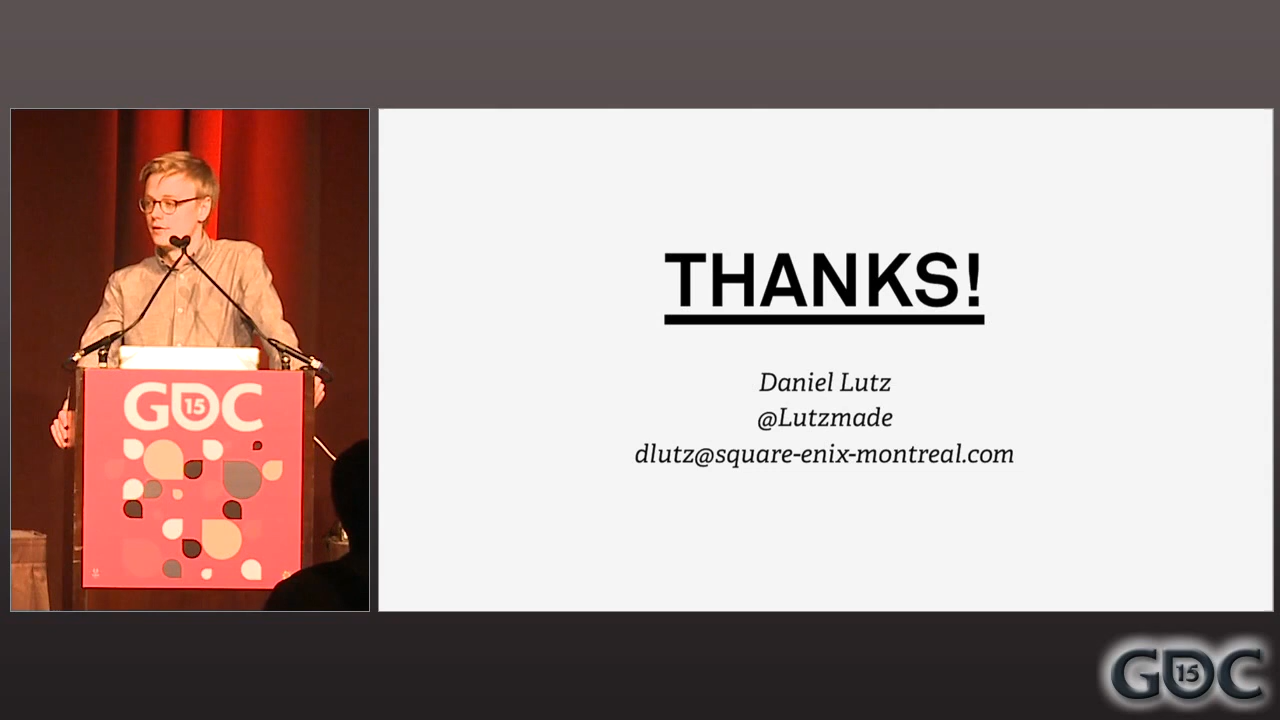 GDC
15
THANKS!
Daniel Lutz
@Lutzmade
dlutz@square-enix-montreal.com
GDC
15